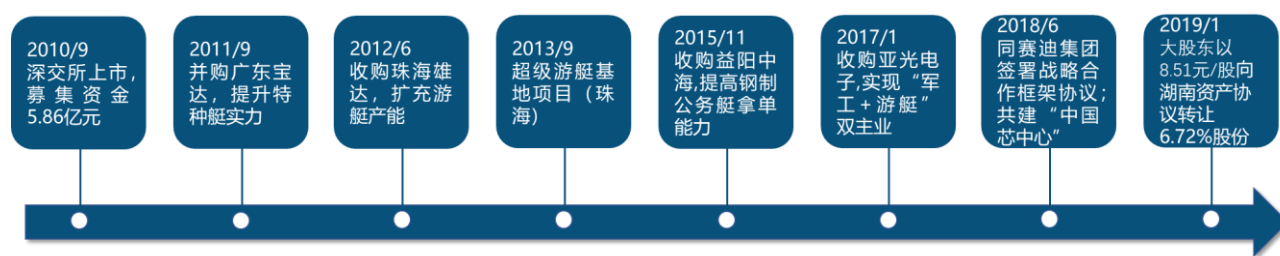 2010/9
深交所上市，
募集资金
5.86亿元
2011/9
并购广东宝
达，提升特
种艇实力
2012/6
收购珠海雄
达，扩充游
艇产能
2013/9
超级游艇基
地项目（珠
海）
2015/11
收购益阳中
海,提高钢制
公务艇拿单
能力
2017/1
收购亚光电
子,实现“军
工+游艇”
双主业
2018/6
同赛迪集团
签署战略合
作框架协议；
共建“中国
芯中心”
2019/1
大股东以
8.51元/股向
湖南资产协
议转让
6.72%股份